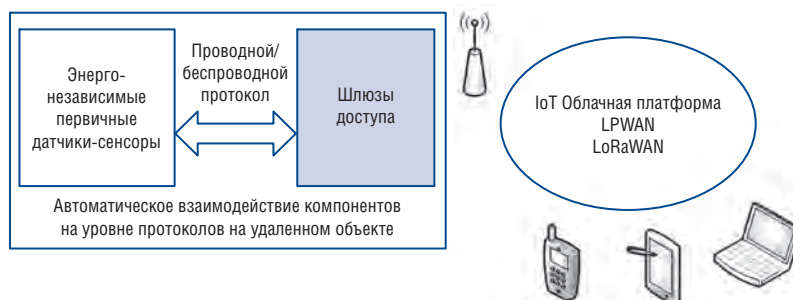 Энерго-
независимые
первичные
датчики-сенсоры
Проводной/
беспроводной
протокол
Шлюзы
доступа
Автоматическое взаимодействие компонентов
на уровне протоколов на удаленном объекте
IoT Облачная платформа
LPWAN
LoRaWAN